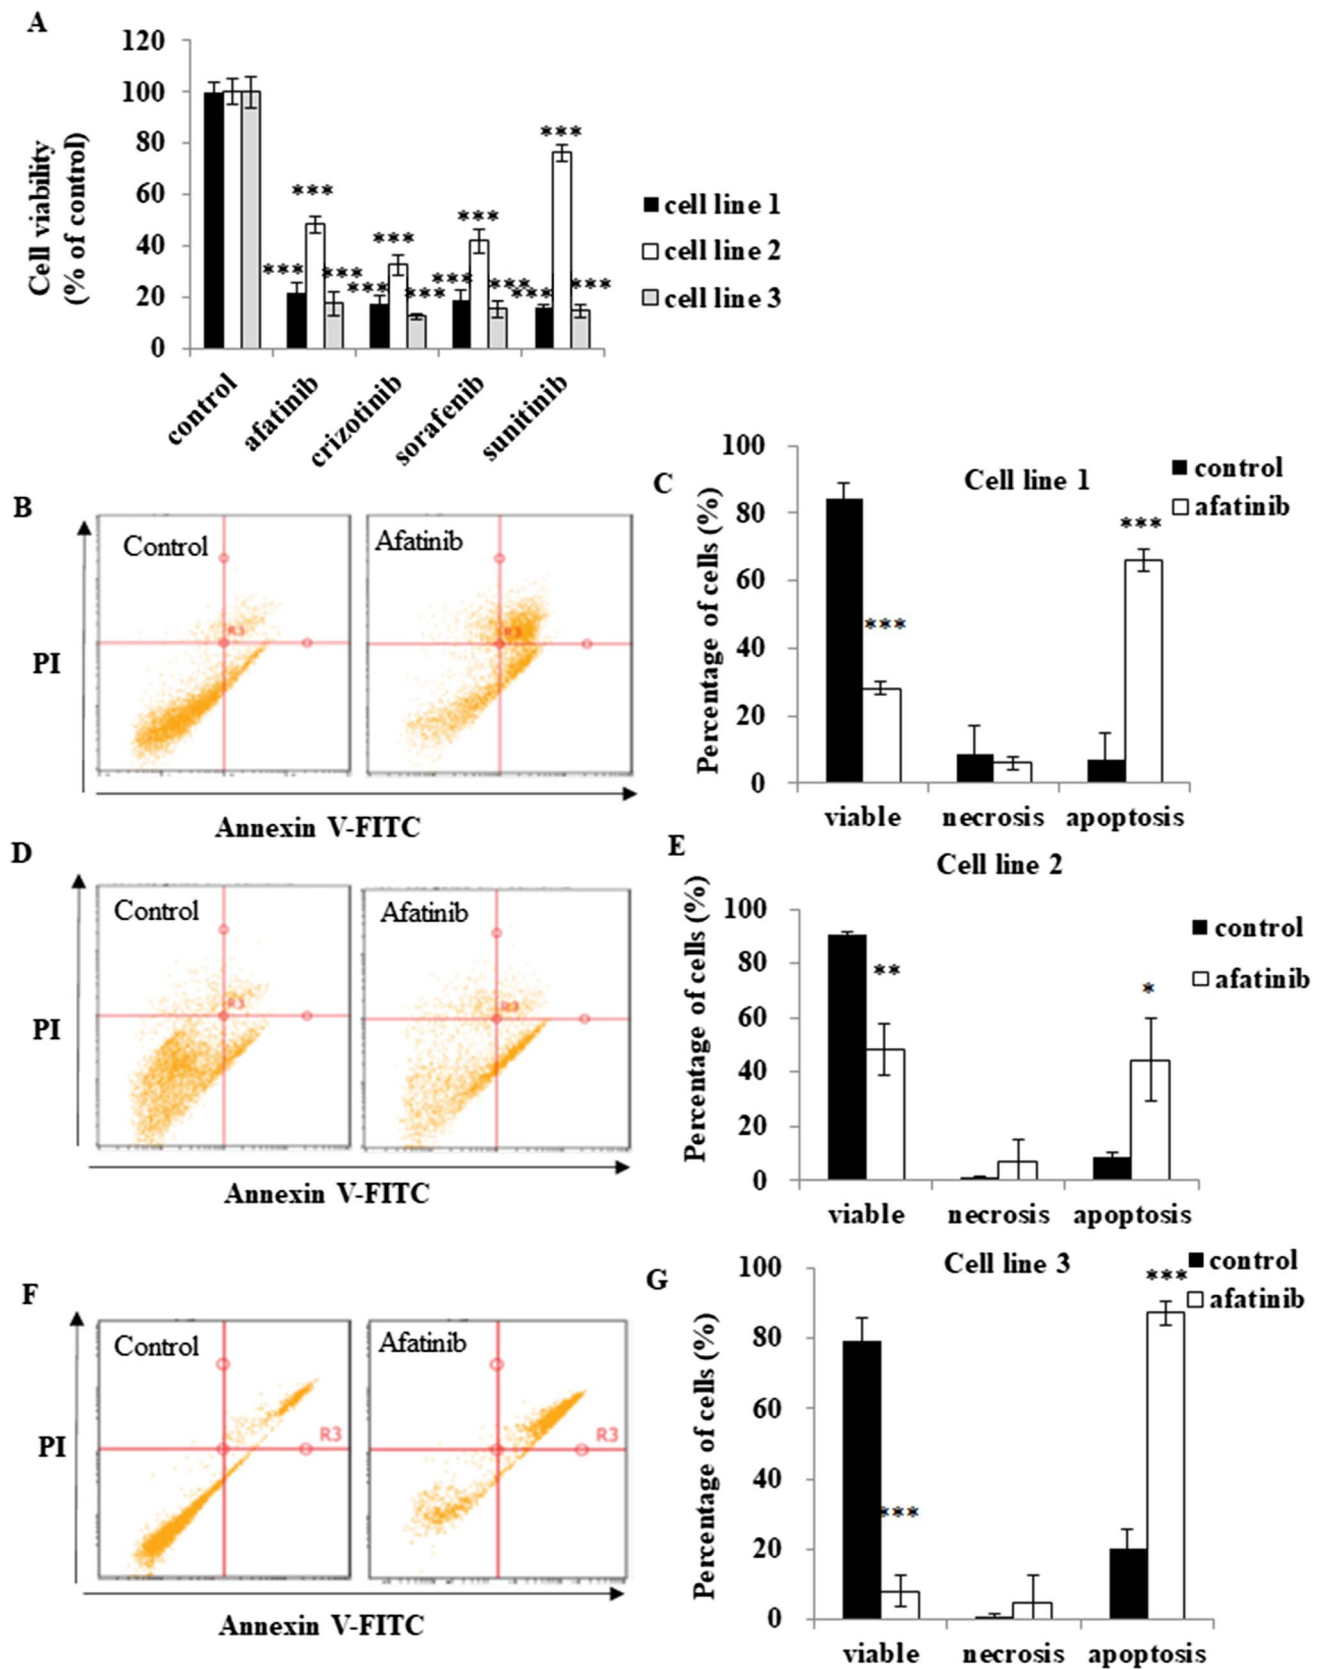 A
120
100
80
60
40
20
0
Cell viability
(% of control)
***
***
***
***
***
***
***
***
***
***
***
***
control
afatinib
crizotinib
sorafenib
sunitinib
cell line 1
cell line 2
cell line 3
B
Control
R3
Afatinib
R3
PI
Annexin V-FITC
C
Cell line 1
control
afatinib
100
80
60
40
20
0
Percentage of cells (%)
***
***
viable
necrosis
apoptosis
D
Control
R3
Afatinib
R3
PI
Annexin V-FITC
E
Cell line 2
control
afatinib
100
80
60
40
20
0
Percentage of cells (%)
**
*
viable
necrosis
apoptosis
F
Control
R3
Afatinib
R3
PI
Annexin V-FITC
G
Cell line 3
control
afatinib
100
80
60
40
20
0
Percentage of cells (%)
***
***
viable
necrosis
apoptosis